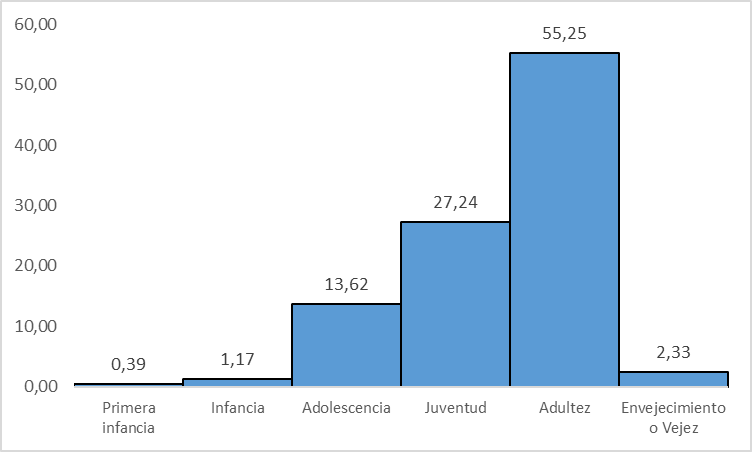 60,00
50,00
40,00
30,00
20,00
10,00
0,00
0,39
1,17
13,62
27,24
55,25
2,33
Primera
infancia
Infancia
Adolescencia
Juventud
Adultez
Envejecimiento
o Vejez